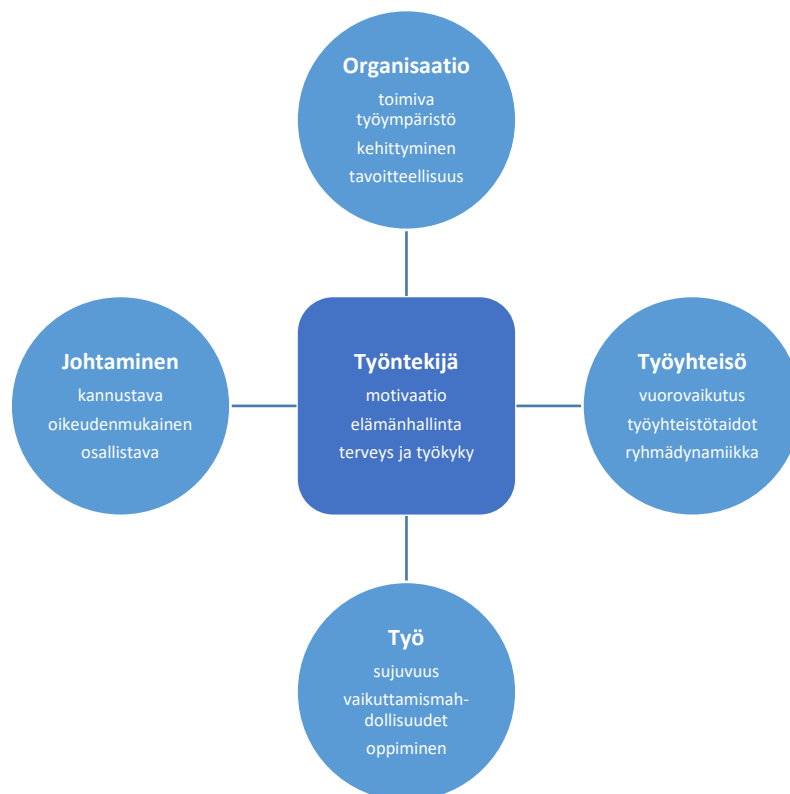 Organisaatio
toimiva
työympäristö
kehittyminen
tavoitteellisuus
Johtaminen
kannustava
oikeudenmukainen
osallistava
Työntekijä
motivaatio
elämänhallinta
terveys ja työkyky
Työyhteisö
vuorovaikutus
työyhteistötaidot
ryhmädynamiikka
Työ
sujuvuus
vaikuttamismah-
dollisuudet
oppiminen